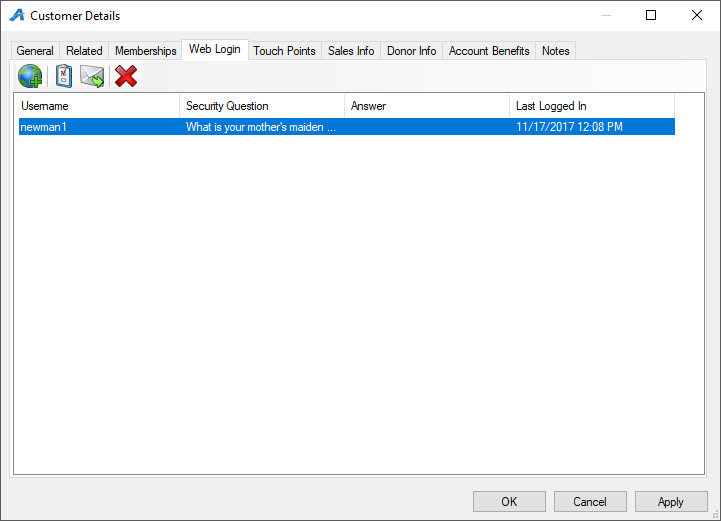 Customer Details
General Related Memberships Web Login Touch Points Sales Info Donor Info Account Benefits Notes
Username Security Question Answer Last Logged In
newman1 What is your mother's maiden ... 11/17/2017 12:08 PM
OK Cancel Apply